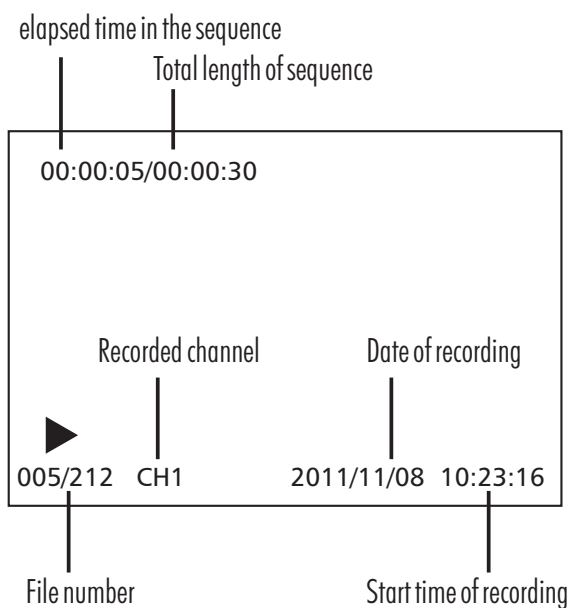 elapsed time in the sequence
Total length of sequence
00:00:05/00:00:30
Recorded channel
Date of recording
005/212 CH1 2011/11/08 10:23:16
File number
Start time of recording